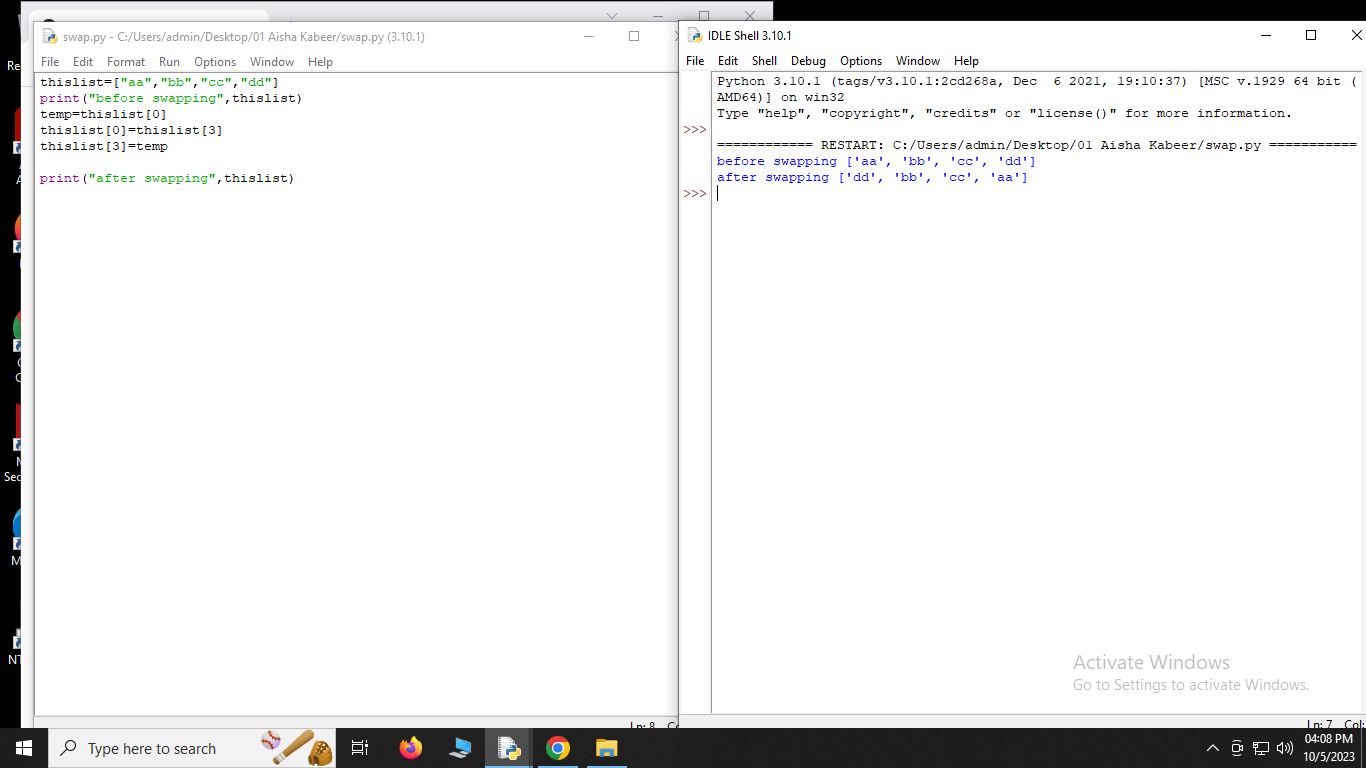 swap.py - C:/Users/admin/Desktop/01 Aisha Kabeer/swap.py (3.10.1)
File Edit Format Run Options Window Help
thislist=["aa","bb","cc","dd"]
print("before swapping",thislist)
temp=thislist[0]
thislist[0]=thislist[3]
thislist[3]=temp
print("after swapping",thislist)
Ln: 8
IDLE Shell 3.10.1
File Edit Shell Debug Options Window Help
Python 3.10.1 (tags/v3.10.1:2cd268a, Dec  6 2021, 19:10:37) [MSC v.1929 64 bit (
AMD64)] on win32
Type "help", "copyright", "credits" or "license()" for more information.
>>>
============ RESTART: C:/Users/admin/Desktop/01 Aisha Kabeer/swap.py ===========
before swapping ['aa', 'bb', 'cc', 'dd']
after swapping ['dd', 'bb', 'cc', 'aa']
>>>
Activate Windows
Go to Settings to activate Windows.
Ln: 7 Col:
Type here to search
04:08 PM
10/5/2023